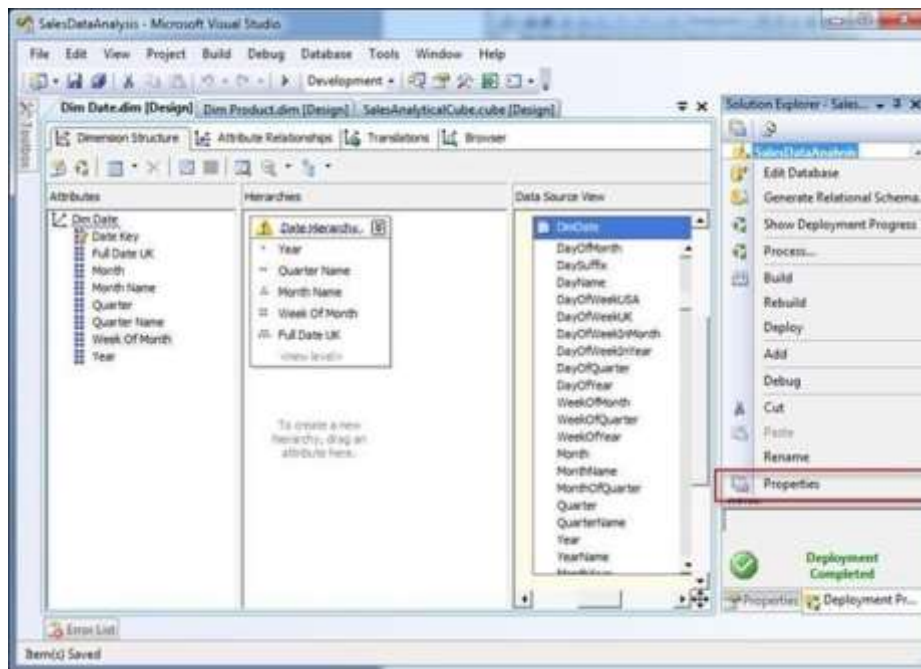 SalesDataAnalysis - Microsoft Visual Studio
File Edit View Project Build Debug Database Tools Window Help
Development
Dim Date.dim [Design] Dim Product.dim [Design] SalesAnalyticalCube.cube [Design]
Toolbox
Dimension Structure Attribute Relationships Translations Browser
Attributes
Dim Date
Date Key
Full Date UK
Month
Month Name
Quarter
Quarter Name
Week Of Month
Year
Hierarchies
Date Hierarchy..
Year
Quarter Name
Month Name
Week Of Month
Full Date UK
<new level>
To create a new
hierarchy, drag an
attribute here.
Data Source View
DimDate
DayOfMonth
DaySuffix
DayName
DayOfWeekUSA
DayOfWeekUK
DayOfWeekInMonth
DayOfWeekInYear
DayOfQuarter
DayOfYear
WeekOfMonth
WeekOfQuarter
WeekOfYear
Month
MonthName
MonthOfQuarter
Quarter
QuarterName
Year
YearName
Solution Explorer - Sales...
SalesDataAnalysis
Edit Database
Generate Relational Schema.
Show Deployment Progress
Process...
Build
Rebuild
Deploy
Add
Debug
Cut
Paste
Rename
Properties
Deployment
Completed
Properties Deployment Pr...
Error List
Item(s) Saved